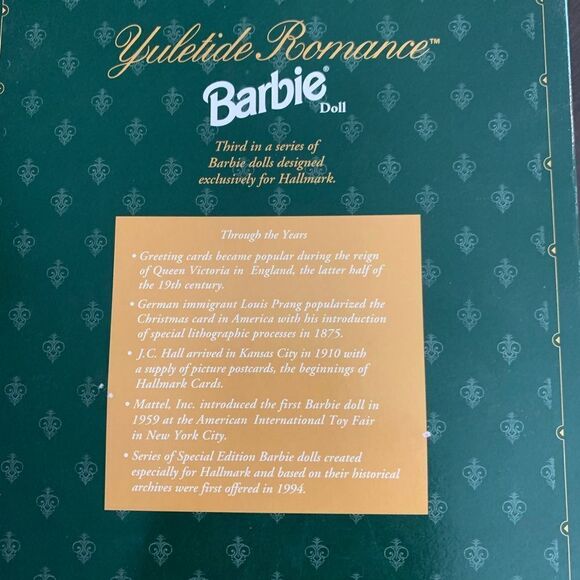 Yuletide Romance™
Barbie®
Doll
Third in a series of
Barbie dolls designed
exclusively for Hallmark.
Through the Years
• Greeting cards became popular during the reign
of Queen Victoria in England, the latter half of
the 19th century.
• German immigrant Louis Prang popularized the
Christmas card in America with his introduction
of special lithographic processes in 1875.
• J.C. Hall arrived in Kansas City in 1910 with
a supply of picture postcards, the beginnings of
Hallmark Cards.
• Mattel, Inc. introduced the first Barbie doll in
1959 at the American International Toy Fair
in New York City.
• Series of Special Edition Barbie dolls created
especially for Hallmark and based on their historical
archives were first offered in 1994.